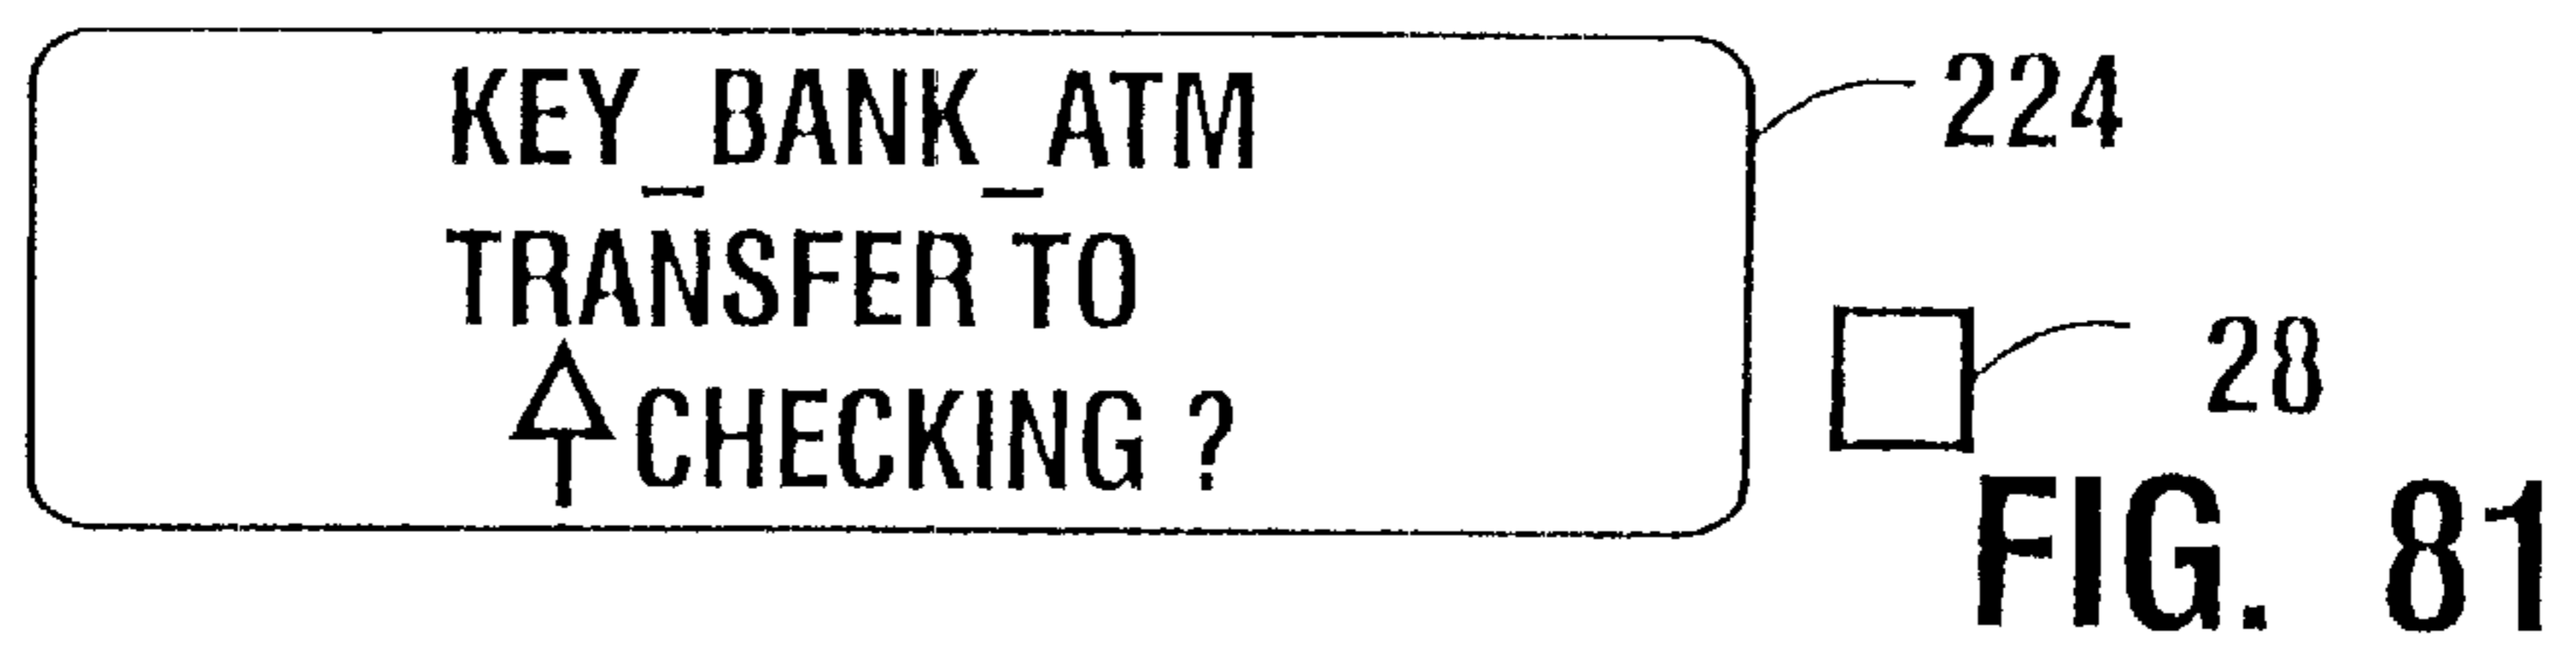 KEY_BANK_ATM
TRANSFER TO
CHECKING ?
224
28
FIG. 81